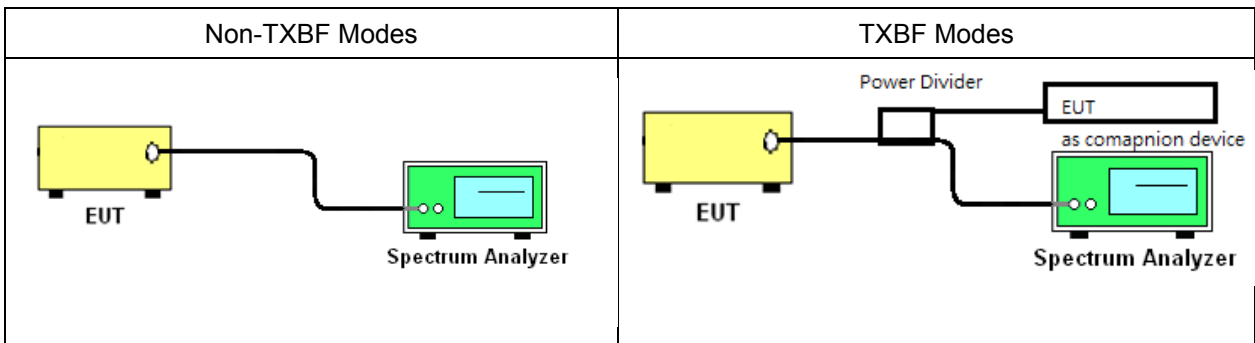 Non-TXBF Modes
TXBF Modes
EUT
Spectrum Analyzer
Power Divider
EUT
as comapnion device
EUT
Spectrum Analyzer